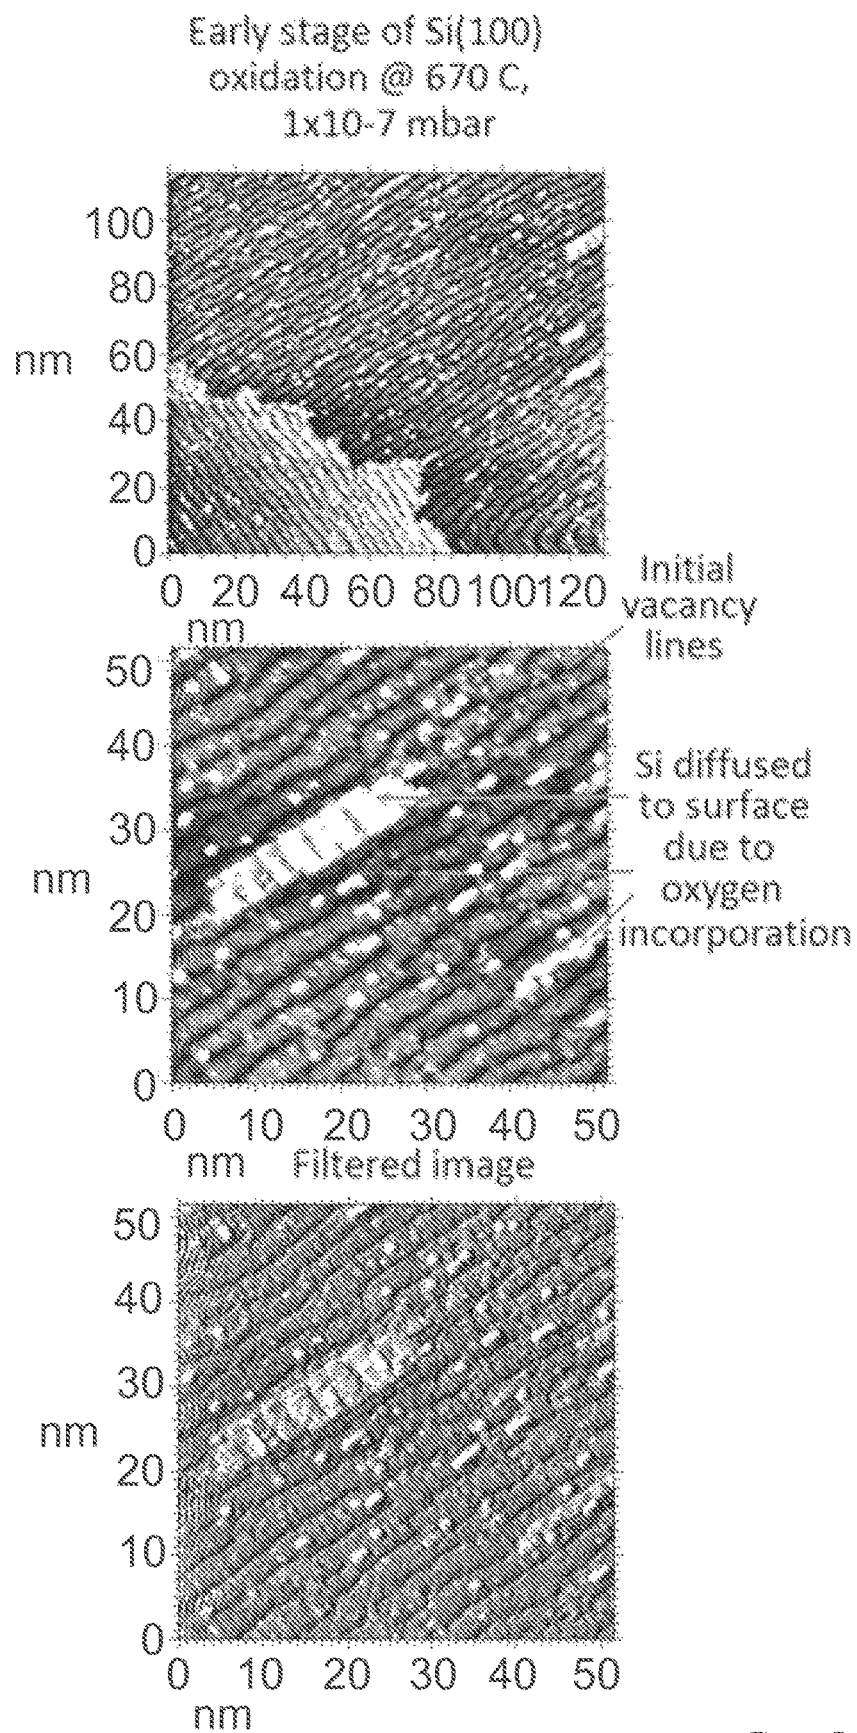 Early stage of Si(100)
oxidation @ 670 C,
1x10-7 mbar
100
80
nm 60
40
20
0
0 20 40 60 80 100 120
nm
Initial
vacancy
lines
50
40
30
nm
20
10
0
Si diffused
to surface
due to
oxygen
incorporation
0 10 20 30 40 50
nm Filtered image
50
40
30
nm
20
10
0
0 10 20 30 40 50
nm